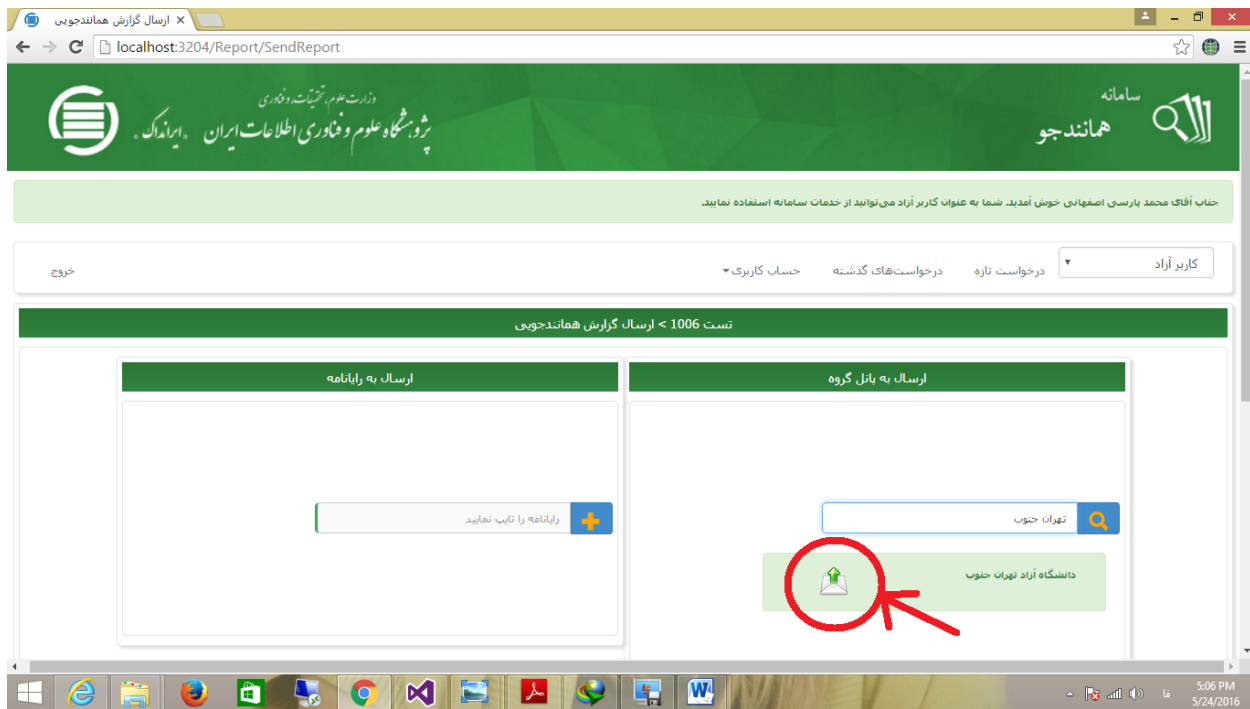 ارسال گزارش همانندجویی
localhost:3204/Report/SendReport
سامانه
همانندجو
وزارت علوم، تحقیقات، و فناوری
پژوهشگاه علوم و فناوری اطلاعات ایران «ایرانداک»
جناب آقای محمد پارسی اصفهانی خوش آمدید. شما به عنوان کاربر آزاد می‌توانید از خدمات سامانه استفاده نمایید.
کاربر آزاد
درخواست تازه
درخواست‌های گذشته
حساب کاربری
خروج
تست 1006 > ارسال گزارش همانندجویی
ارسال به پانل گروه
ارسال به رایانامه
تهران جنوب
رایانامه را تایپ نمایید
دانشگاه آزاد تهران جنوب
فا
5:06 PM
5/24/2016